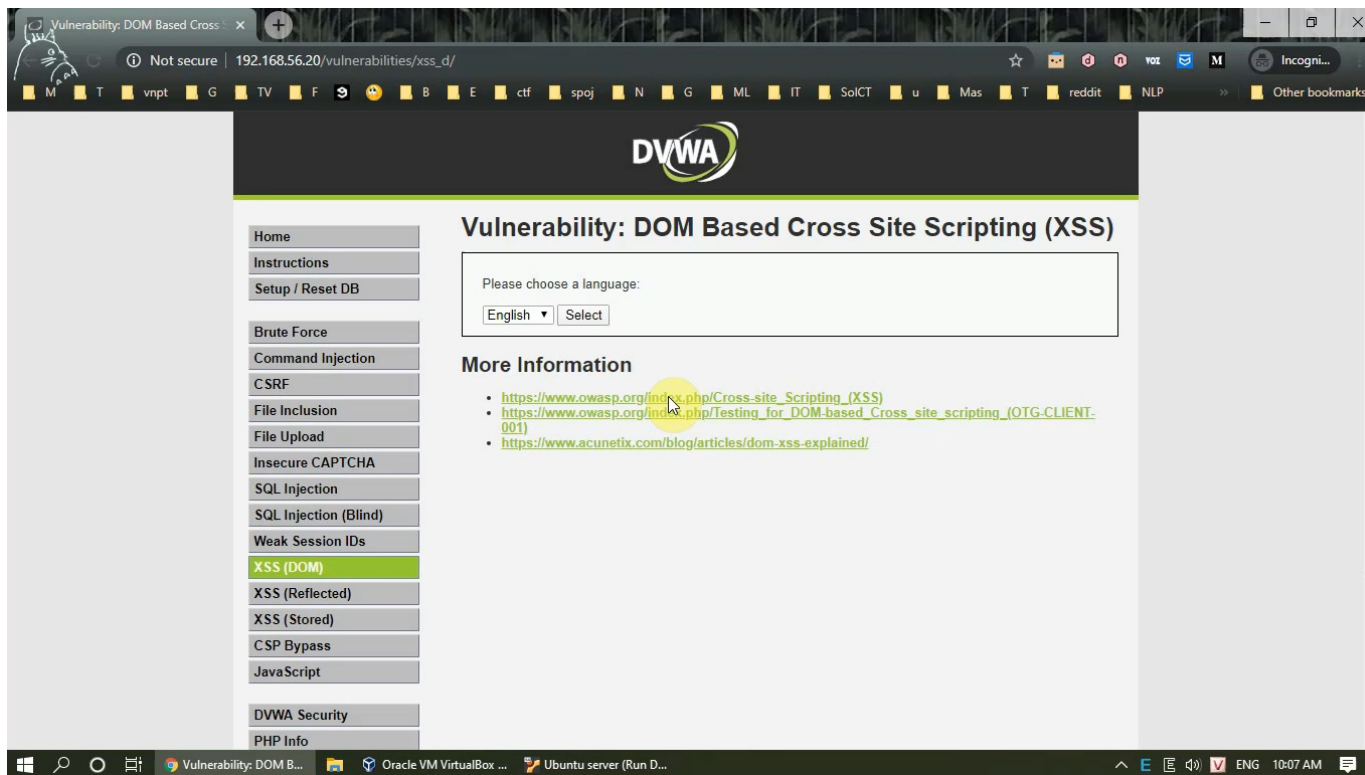 Vulnerability: DOM Based Cross S
Not secure | 192.168.56.20/vulnerabilities/xss_d/
VOZ M Incogni...
M T vnpt G TV F 9 B E ctf spoj N G ML IT SoICT u Mas T reddit NLP » Other bookmarks
DVWA
Home
Instructions
Setup / Reset DB
Brute Force
Command Injection
CSRF
File Inclusion
File Upload
Insecure CAPTCHA
SQL Injection
SQL Injection (Blind)
Weak Session IDs
XSS (DOM)
XSS (Reflected)
XSS (Stored)
CSP Bypass
JavaScript
DVWA Security
PHP Info
Vulnerability: DOM Based Cross Site Scripting (XSS)
Please choose a language:
English Select
More Information
https://www.owasp.org/index.php/Cross-site_Scripting_(XSS)
https://www.owasp.org/index.php/Testing_for_DOM-based_Cross_site_scripting_(OTG-CLIENT-
001)
https://www.acunetix.com/blog/articles/dom-xss-explained/
Vulnerability: DOM B... Oracle VM VirtualBox ... Ubuntu server (Run D... E V ENG 10:07 AM